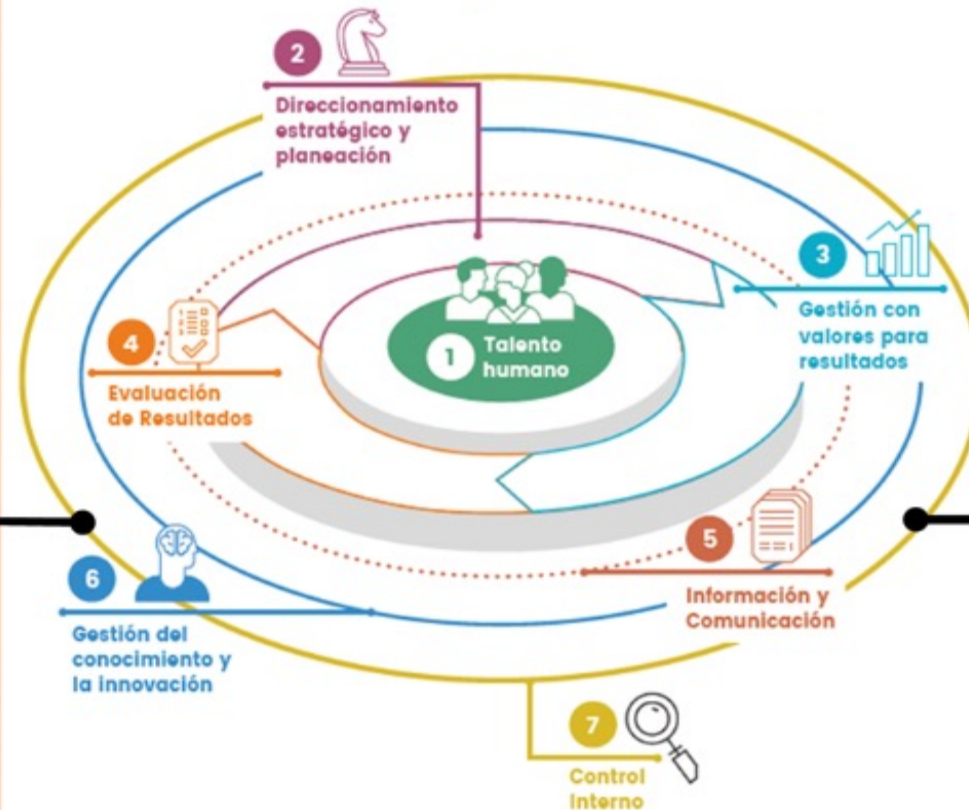 2
Direccionamiento
estratégico y
planeación
3
Gestión con
valores para
resultados
1
Talento
humano
4
Evaluación
de Resultados
5
Información y
Comunicación
6
Gestión del
conocimiento y
la innovación
7
Control
Interno